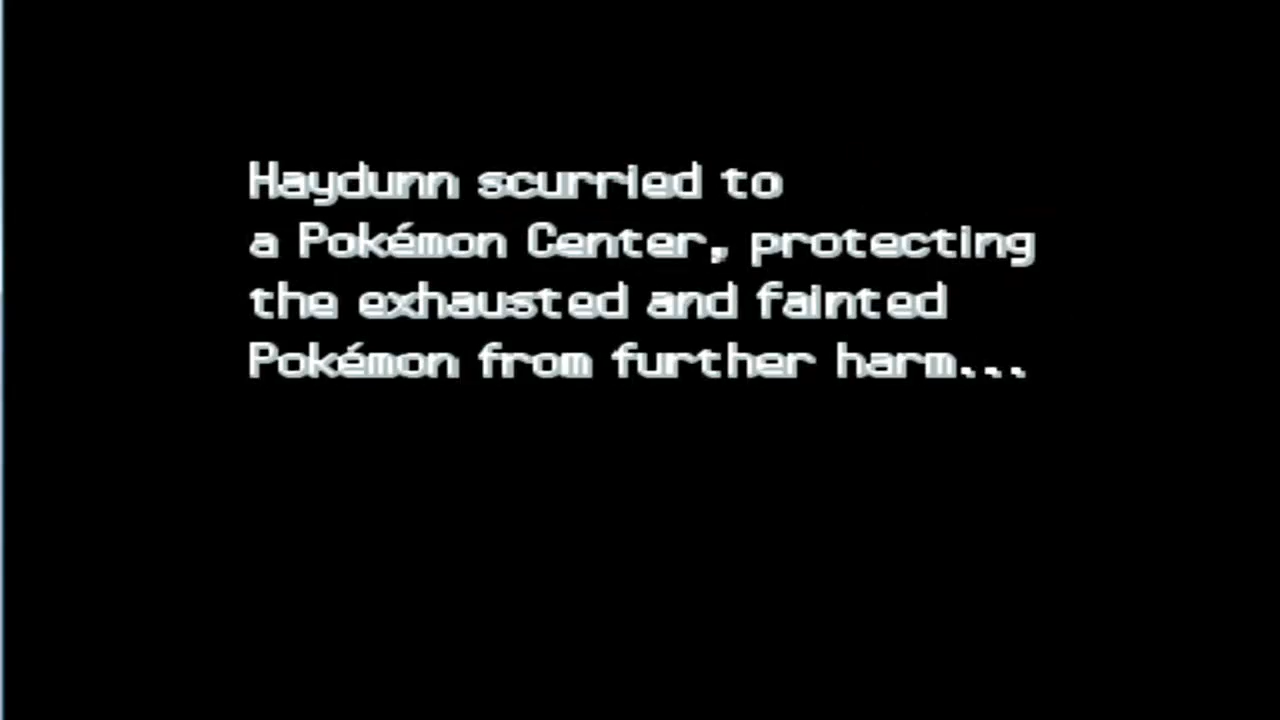 Haydunn scurried to
a Pokémon Center, protecting
the exhausted and fainted
Pokémon from further harm...